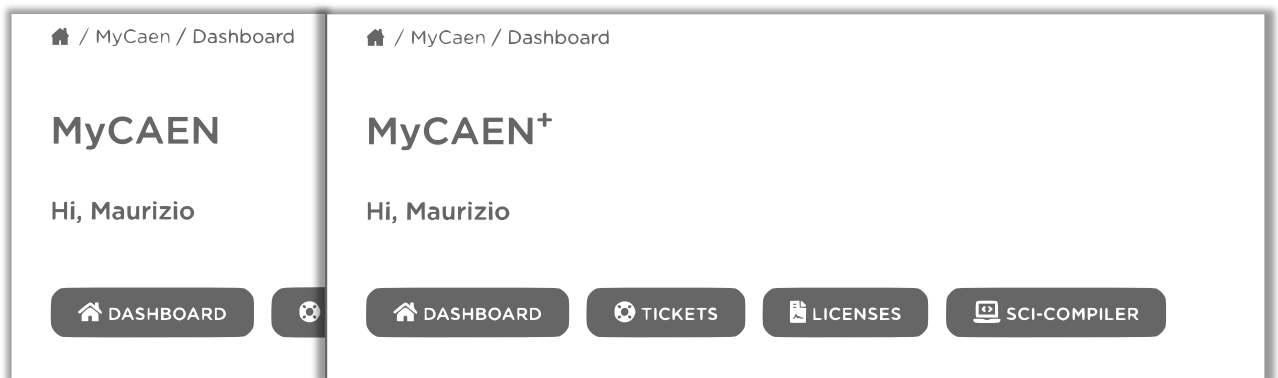 / MyCaen / Dashboard
MyCAEN
Hi, Maurizio
DASHBOARD
/ MyCaen / Dashboard
MyCAEN⁺
Hi, Maurizio
DASHBOARD TICKETS LICENSES SCI-COMPILER